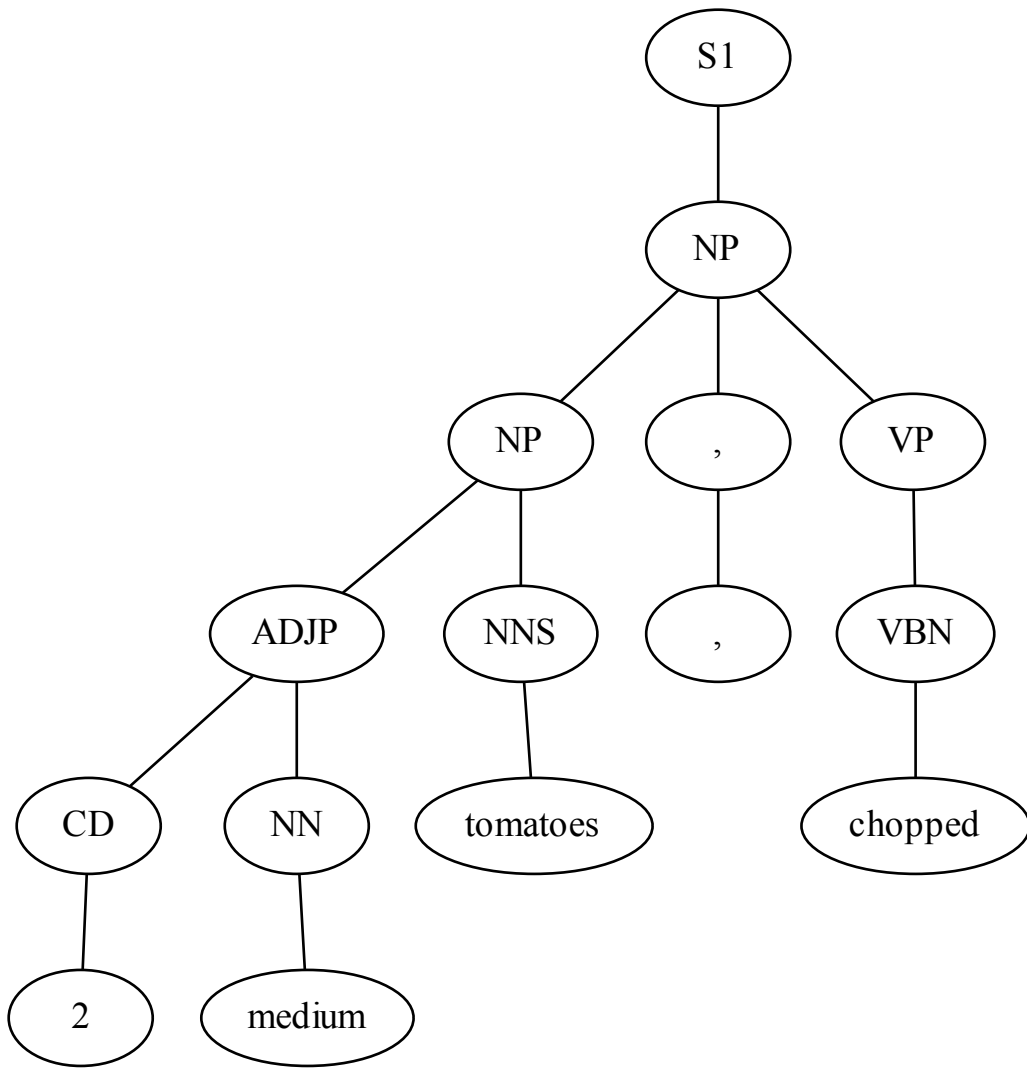 S1
NP
NP , VP
ADJP NNS , VBN
CD NN tomatoes chopped
2 medium